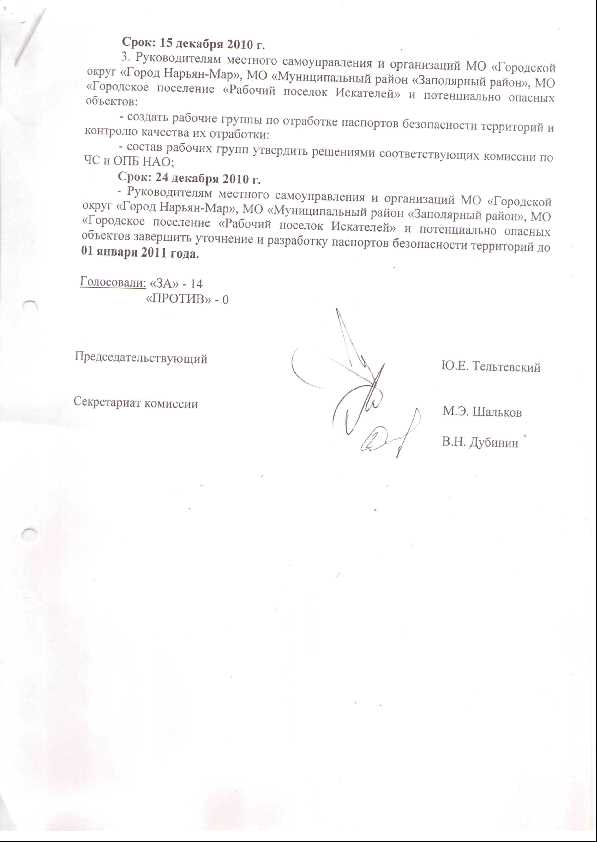 Срок: 15 декабря 2010 г.
3. Руководителям местного самоуправления и организаций МО «Городской
округ «Город Нарьян-Мар», МО «Муниципальный район «Заполярный район», МО
«Городское поселение «Рабочий поселок Искателей» и потенциально опасных
объектов:
- создать рабочие группы по отработке паспортов безопасности территорий и
контролю качества их отработки:
- состав рабочих групп утвердить решениями соответствующих комиссии по
ЧС и ОПБ НАО;
Срок: 24 декабря 2010 г.
- Руководителям местного самоуправления и организаций МО «Городской
округ «Город Нарьян-Мар», МО «Муниципальный район «Заполярный район», МО
«Городское поселение «Рабочий поселок Искателей» и потенциально опасных
объектов завершить уточнение и разработку паспортов безопасности территорий до
01 января 2011 года.
Голосовали: «ЗА» - 14
«ПРОТИВ» - 0
Председательствующий
Ю.Е. Тельтевский
Секретариат комиссии
М.Э. Шальков
В.Н. Дубинин